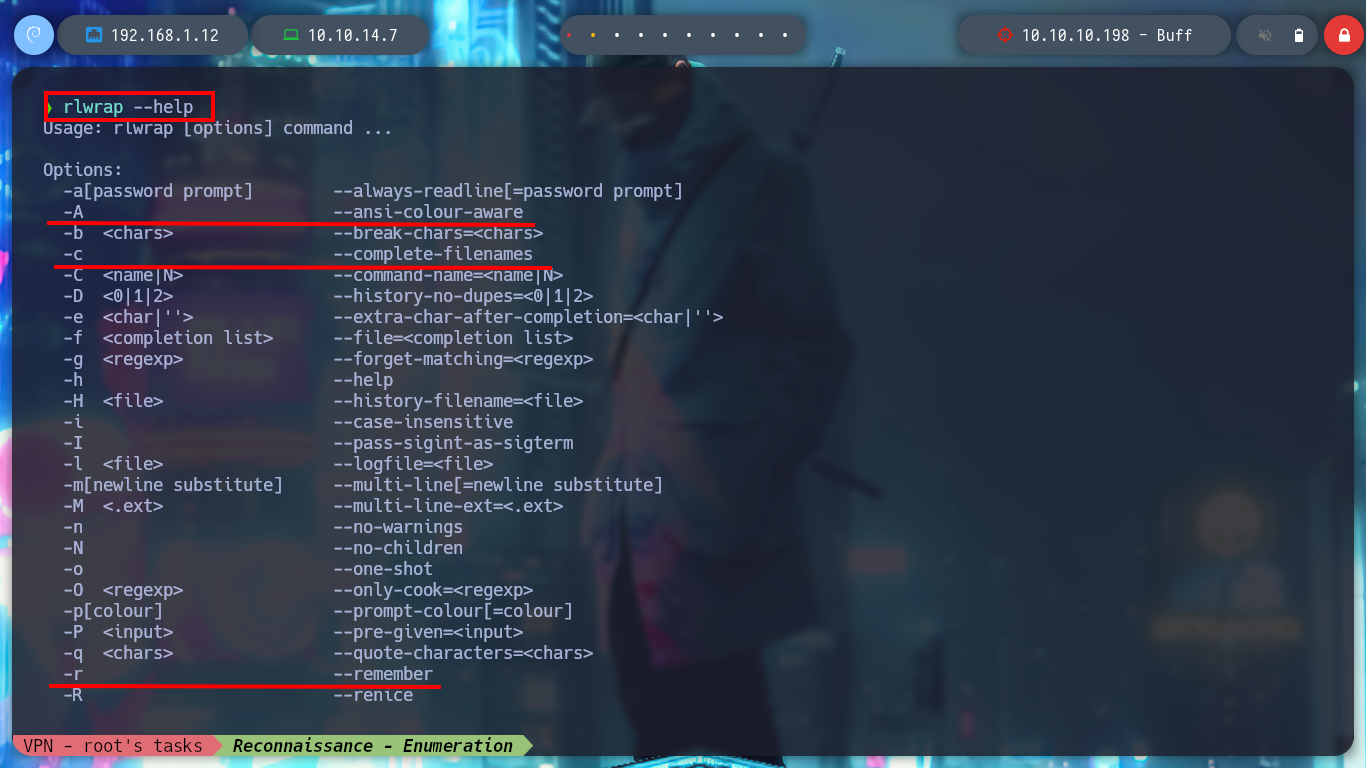 192.168.1.12 10.10.14.7 10.10.10.198 - Buff
rlwrap --help
Usage: rlwrap [options] command ...
Options:
-a[password prompt] --always-readline[=password prompt]
-A --ansi-colour-aware
-b <chars> --break-chars=<chars>
-c --complete-filenames
-C <name|N> --command-name=<name|N>
-D <0|1|2> --history-no-dupes=<0|1|2>
-e <char|''> --extra-char-after-completion=<char|''>
-f <completion list> --file=<completion list>
-g <regexp> --forget-matching=<regexp>
-h --help
-H <file> --history-filename=<file>
-i --case-insensitive
-I --pass-sigint-as-sigterm
-l <file> --logfile=<file>
-m[newline substitute] --multi-line[=newline substitute]
-M <.ext> --multi-line-ext=<.ext>
-n --no-warnings
-N --no-children
-o --one-shot
-O <regexp> --only-cook=<regexp>
-p[colour] --prompt-colour[=colour]
-P <input> --pre-given=<input>
-q <chars> --quote-characters=<chars>
-r --remember
-R --renice
VPN - root's tasks Reconnaissance - Enumeration